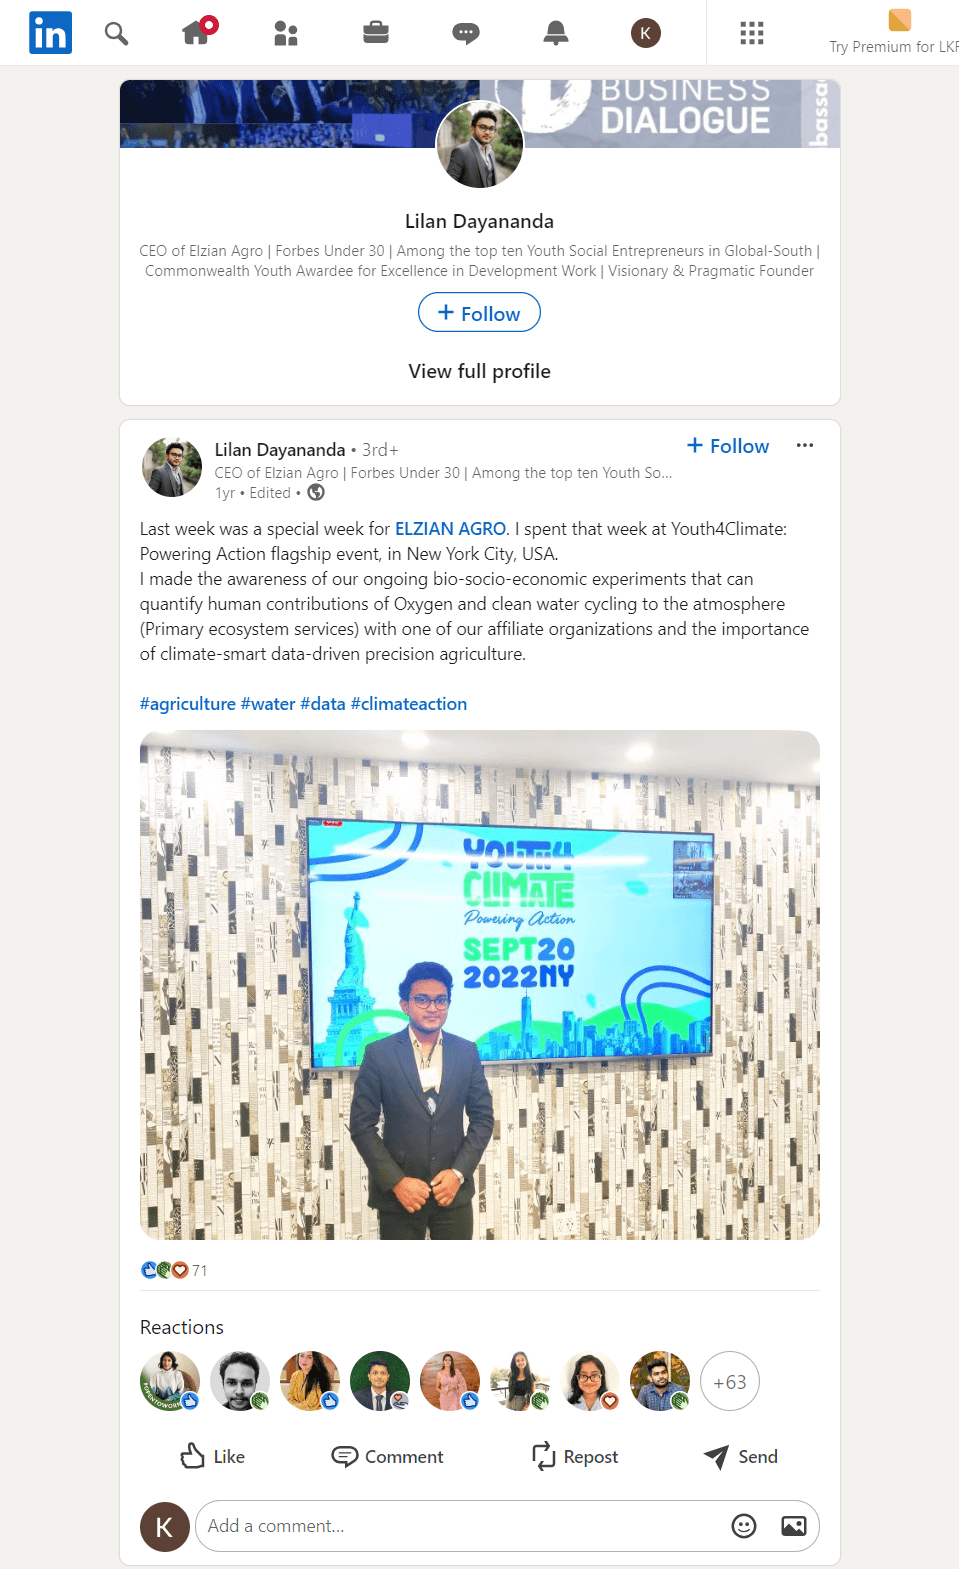 in
K
Try Premium for LKR
BUSINESS
DIALOGUE
bassa
Lilan Dayananda
CEO of Elzian Agro | Forbes Under 30 | Among the top ten Youth Social Entrepreneurs in Global-South |
Commonwealth Youth Awardee for Excellence in Development Work | Visionary & Pragmatic Founder
+ Follow
View full profile
Lilan Dayananda • 3rd+
+ Follow
CEO of Elzian Agro | Forbes Under 30 | Among the top ten Youth So...
1yr • Edited •
Last week was a special week for ELZIAN AGRO. I spent that week at Youth4Climate:
Powering Action flagship event, in New York City, USA.
I made the awareness of our ongoing bio-socio-economic experiments that can
quantify human contributions of Oxygen and clean water cycling to the atmosphere
(Primary ecosystem services) with one of our affiliate organizations and the importance
of climate-smart data-driven precision agriculture.
#agriculture #water #data #climateaction
YOUTH4
CLIMATE
Powering Action
SEPT20
2022NY
71
Reactions
#OPENTOWORK
+63
Like
Comment
Repost
Send
K
Add a comment...